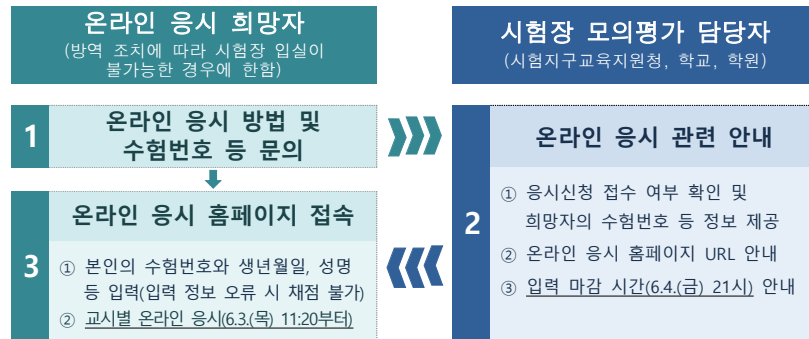 온라인 응시 희망자
(방역 조치에 따라 시험장 입실이
불가능한 경우에 한함)
시험장 모의평가 담당자
(시험지구교육지원청, 학교, 학원)
1
온라인 응시 방법 및
수험번호 등 문의
2
온라인 응시 관련 안내
① 응시신청 접수 여부 확인 및
희망자의 수험번호 등 정보 제공
② 온라인 응시 홈페이지 URL 안내
③ 입력 마감 시간(6.4.(금) 21시) 안내
3
온라인 응시 홈페이지 접속
① 본인의 수험번호와 생년월일, 성명
등 입력(입력 정보 오류 시 채점 불가)
② 교시별 온라인 응시(6.3.(목) 11:20부터)